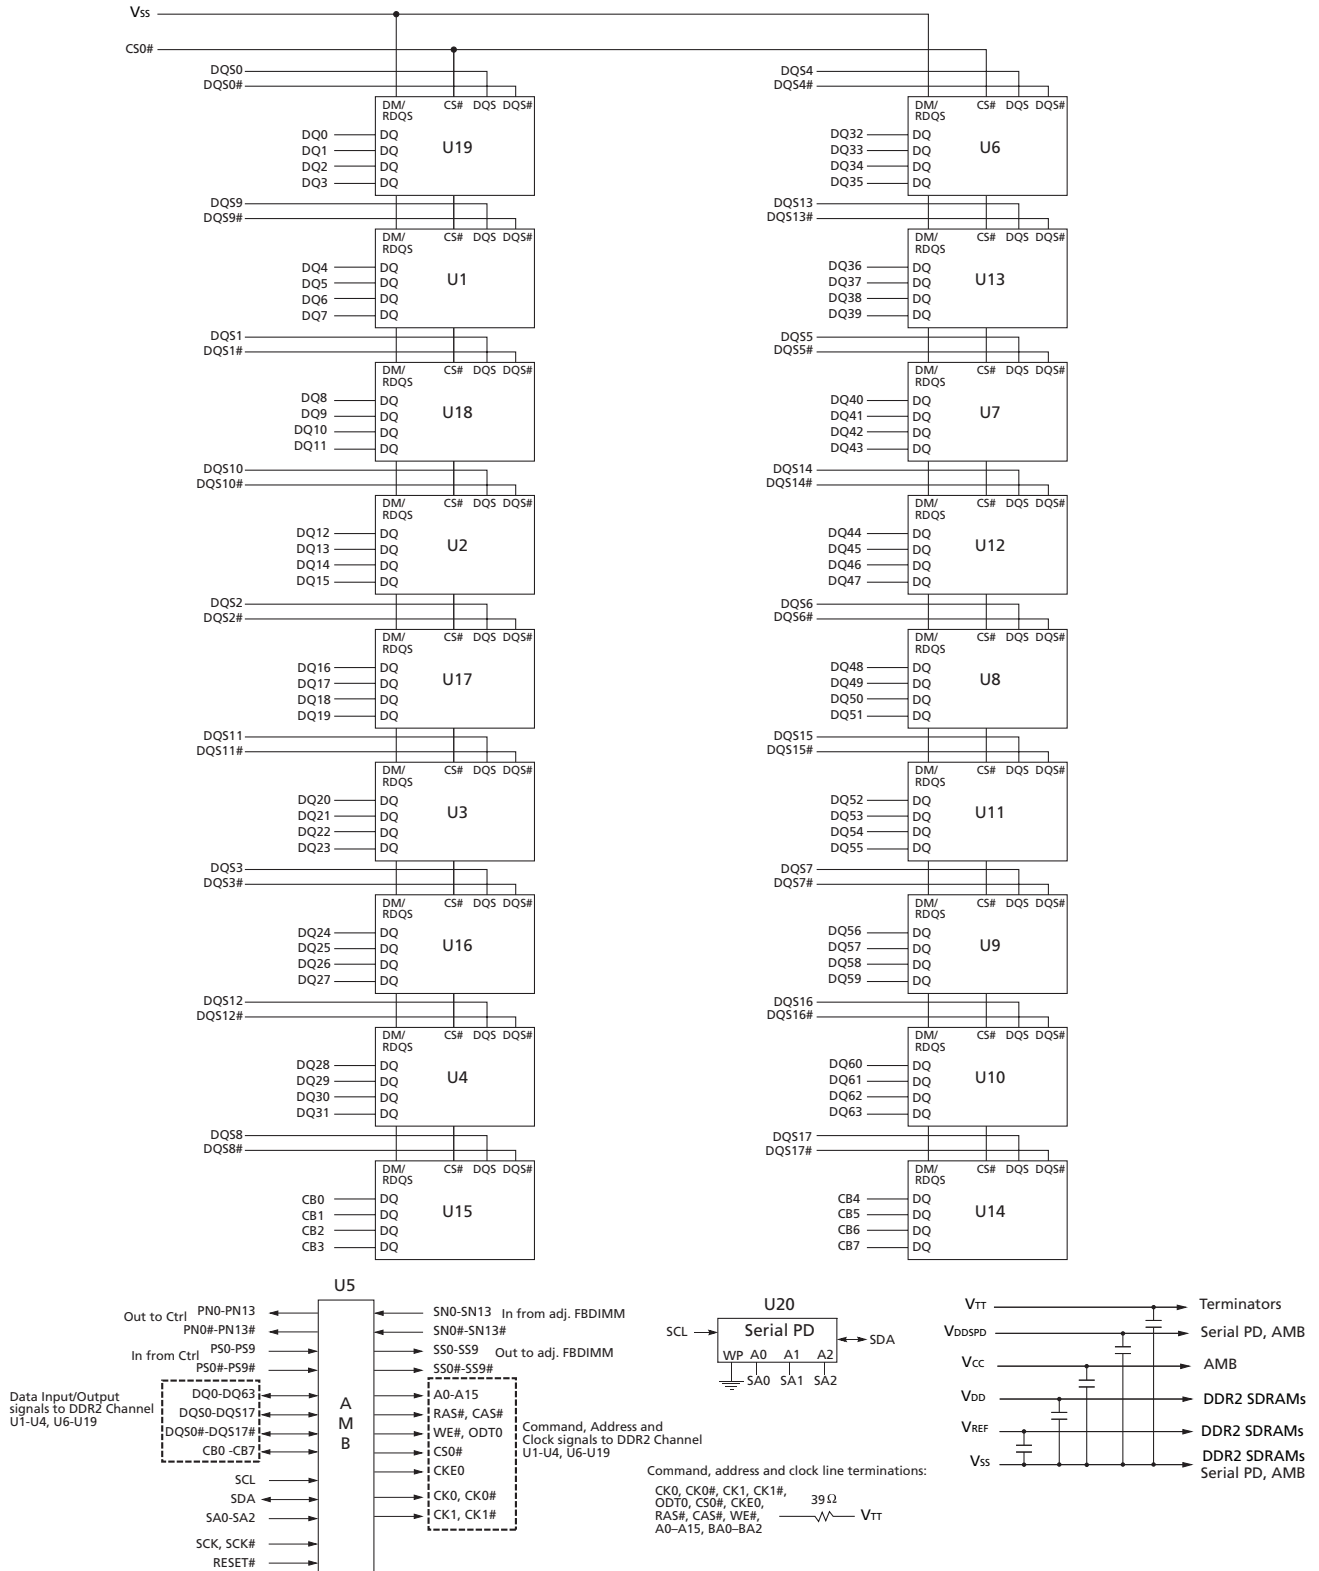 VSS
CS0#
DQS0
DQS0#
DM/ CS# DQS DQS#
RDQS
U19
DQ0 DQ
DQ1 DQ
DQ2 DQ
DQ3 DQ
DQS9
DQS9#
DM/ CS# DQS DQS#
RDQS
U1
DQ4 DQ
DQ5 DQ
DQ6 DQ
DQ7 DQ
DQS1
DQS1#
DM/ CS# DQS DQS#
RDQS
U18
DQ8 DQ
DQ9 DQ
DQ10 DQ
DQ11 DQ
DQS10
DQS10#
DM/ CS# DQS DQS#
RDQS
U2
DQ12 DQ
DQ13 DQ
DQ14 DQ
DQ15 DQ
DQS2
DQS2#
DM/ CS# DQS DQS#
RDQS
U17
DQ16 DQ
DQ17 DQ
DQ18 DQ
DQ19 DQ
DQS11
DQS11#
DM/ CS# DQS DQS#
RDQS
U3
DQ20 DQ
DQ21 DQ
DQ22 DQ
DQ23 DQ
DQS3
DQS3#
DM/ CS# DQS DQS#
RDQS
U16
DQ24 DQ
DQ25 DQ
DQ26 DQ
DQ27 DQ
DQS12
DQS12#
DM/ CS# DQS DQS#
RDQS
U4
DQ28 DQ
DQ29 DQ
DQ30 DQ
DQ31 DQ
DQS8
DQS8#
DM/ CS# DQS DQS#
RDQS
U15
CB0 DQ
CB1 DQ
CB2 DQ
CB3 DQ
DQS4
DQS4#
DM/ CS# DQS DQS#
RDQS
U6
DQ32 DQ
DQ33 DQ
DQ34 DQ
DQ35 DQ
DQS13
DQS13#
DM/ CS# DQS DQS#
RDQS
U13
DQ36 DQ
DQ37 DQ
DQ38 DQ
DQ39 DQ
DQS5
DQS5#
DM/ CS# DQS DQS#
RDQS
U7
DQ40 DQ
DQ41 DQ
DQ42 DQ
DQ43 DQ
DQS14
DQS14#
DM/ CS# DQS DQS#
RDQS
U12
DQ44 DQ
DQ45 DQ
DQ46 DQ
DQ47 DQ
DQS6
DQS6#
DM/ CS# DQS DQS#
RDQS
U8
DQ48 DQ
DQ49 DQ
DQ50 DQ
DQ51 DQ
DQS15
DQS15#
DM/ CS# DQS DQS#
RDQS
U11
DQ52 DQ
DQ53 DQ
DQ54 DQ
DQ55 DQ
DQS7
DQS7#
DM/ CS# DQS DQS#
RDQS
U9
DQ56 DQ
DQ57 DQ
DQ58 DQ
DQ59 DQ
DQS16
DQS16#
DM/ CS# DQS DQS#
RDQS
U10
DQ60 DQ
DQ61 DQ
DQ62 DQ
DQ63 DQ
DQS17
DQS17#
DM/ CS# DQS DQS#
RDQS
U14
CB4 DQ
CB5 DQ
CB6 DQ
CB7 DQ
U5
AMB
Out to Ctrl
PN0-PN13
PN0#-PN13#
In from Ctrl
PS0-PS9
PS0#-PS9#
Data Input/Output
signals to DDR2 Channel
U1-U4, U6-U19
DQ0-DQ63
DQS0-DQS17
DQS0#-DQS17#
CB0 -CB7
SCL
SDA
SA0-SA2
SCK, SCK#
RESET#
SN0-SN13 In from adj. FBDIMM
SN0#-SN13#
SS0-SS9 Out to adj. FBDIMM
SS0#-SS9#
A0-A15
RAS#, CAS#
WE#, ODT0
CS0#
CKE0
CK0, CK0#
CK1, CK1#
Command, Address and
Clock signals to DDR2 Channel
U1-U4, U6-U19
U20
SCL Serial PD SDA
WP A0 A1 A2
SA0 SA1 SA2
Command, address and clock line terminations:
CK0, CK0#, CK1, CK1#,
ODT0, CS0#, CKE0,
RAS#, CAS#, WE#,
A0–A15, BA0–BA2
39Ω
VTT
VTT Terminators
VDDSPD Serial PD, AMB
VCC AMB
VDD DDR2 SDRAMs
VREF DDR2 SDRAMs
VSS DDR2 SDRAMs
Serial PD, AMB